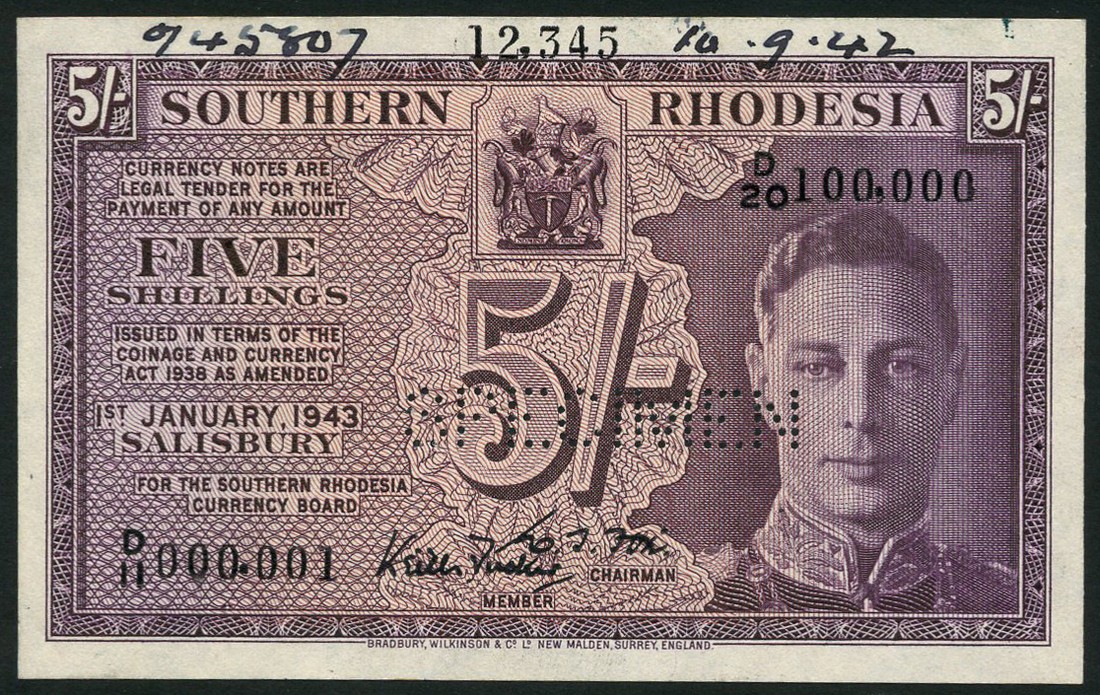 945807 12,345 10.9.42
5/- SOUTHERN RHODESIA 5/-
D/20 100,000
CURRENCY NOTES ARE
LEGAL TENDER FOR THE
PAYMENT OF ANY AMOUNT
FIVE
SHILLINGS
ISSUED IN TERMS OF THE
COINAGE AND CURRENCY
ACT 1938 AS AMENDED
5/-
SPECIMEN
1ST JANUARY, 1943
SALISBURY
FOR THE SOUTHERN RHODESIA
CURRENCY BOARD
D/11 000,001
CHAIRMAN
MEMBER
BRADBURY, WILKINSON & Co. Ld. NEW MALDEN, SURREY, ENGLAND.